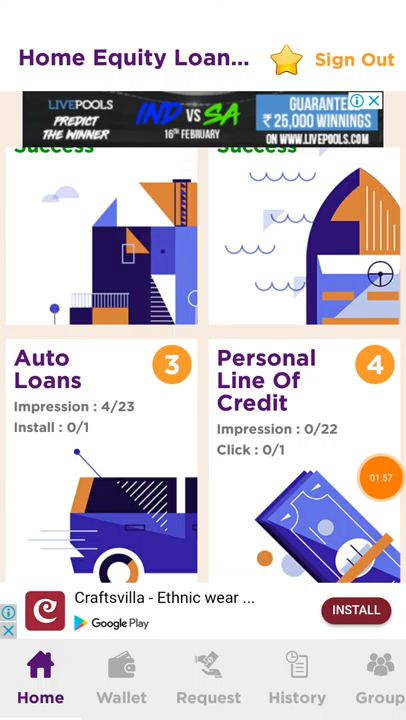 Home Equity Loan...
Sign Out
LIVEPOOLS
PREDICT
THE WINNER
IND VS SA
16TH FEBRUARY
GUARANTE
₹ 25,000 WINNINGS
ON WWW.LIVEPOOLS.COM
Success
Success
Auto
Loans
3
Impression : 4/23
Install : 0/1
Personal
Line Of
Credit
4
Impression : 0/22
Click : 0/1
01:57
Craftsvilla - Ethnic wear ...
Google Play
INSTALL
Home
Wallet
Request
History
Group